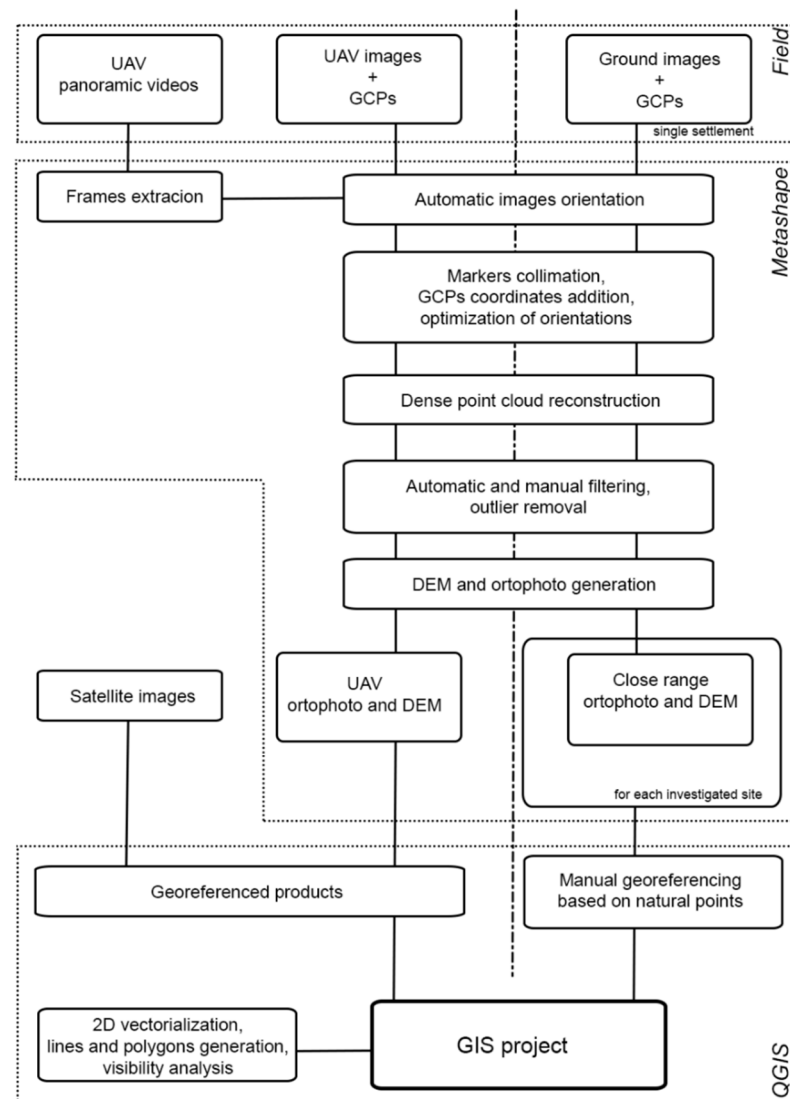 Field
UAV
panoramic videos
UAV images
+
GCPs
Ground images
+
GCPs
single settlement
Metashape
Frames extracion
Automatic images orientation
Markers collimation,
GCPs coordinates addition,
optimization of orientations
Dense point cloud reconstruction
Automatic and manual filtering,
outlier removal
DEM and ortophoto generation
Satellite images
UAV
ortophoto and DEM
Close range
ortophoto and DEM
for each investigated site
Georeferenced products
Manual georeferencing
based on natural points
2D vectorialization,
lines and polygons generation,
visibility analysis
GIS project
QGIS